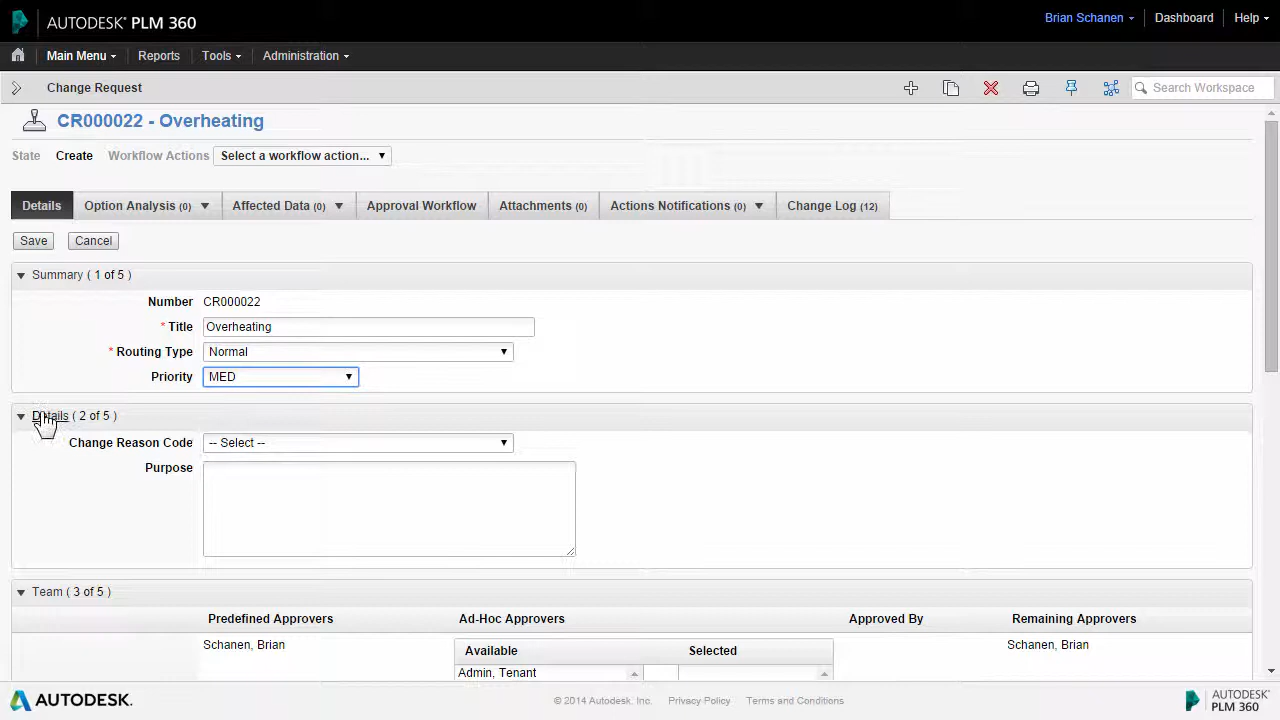 AUTODESK® PLM 360
Brian Schanen
Dashboard
Help
Main Menu
Reports
Tools
Administration
Change Request
Search Workspace
CR000022 - Overheating
State Create Workflow Actions Select a workflow action...
Details
Option Analysis (0)
Affected Data (0)
Approval Workflow
Attachments (0)
Actions Notifications (0)
Change Log (12)
Save
Cancel
Summary ( 1 of 5 )
Number CR000022
* Title Overheating
* Routing Type Normal
Priority MED
Details ( 2 of 5 )
Change Reason Code -- Select --
Purpose
Team ( 3 of 5 )
Predefined Approvers
Ad-Hoc Approvers
Approved By
Remaining Approvers
Schanen, Brian
Available
Selected
Schanen, Brian
Admin, Tenant
AUTODESK.
© 2014 Autodesk, Inc.
Privacy Policy
Terms and Conditions
AUTODESK®
PLM 360